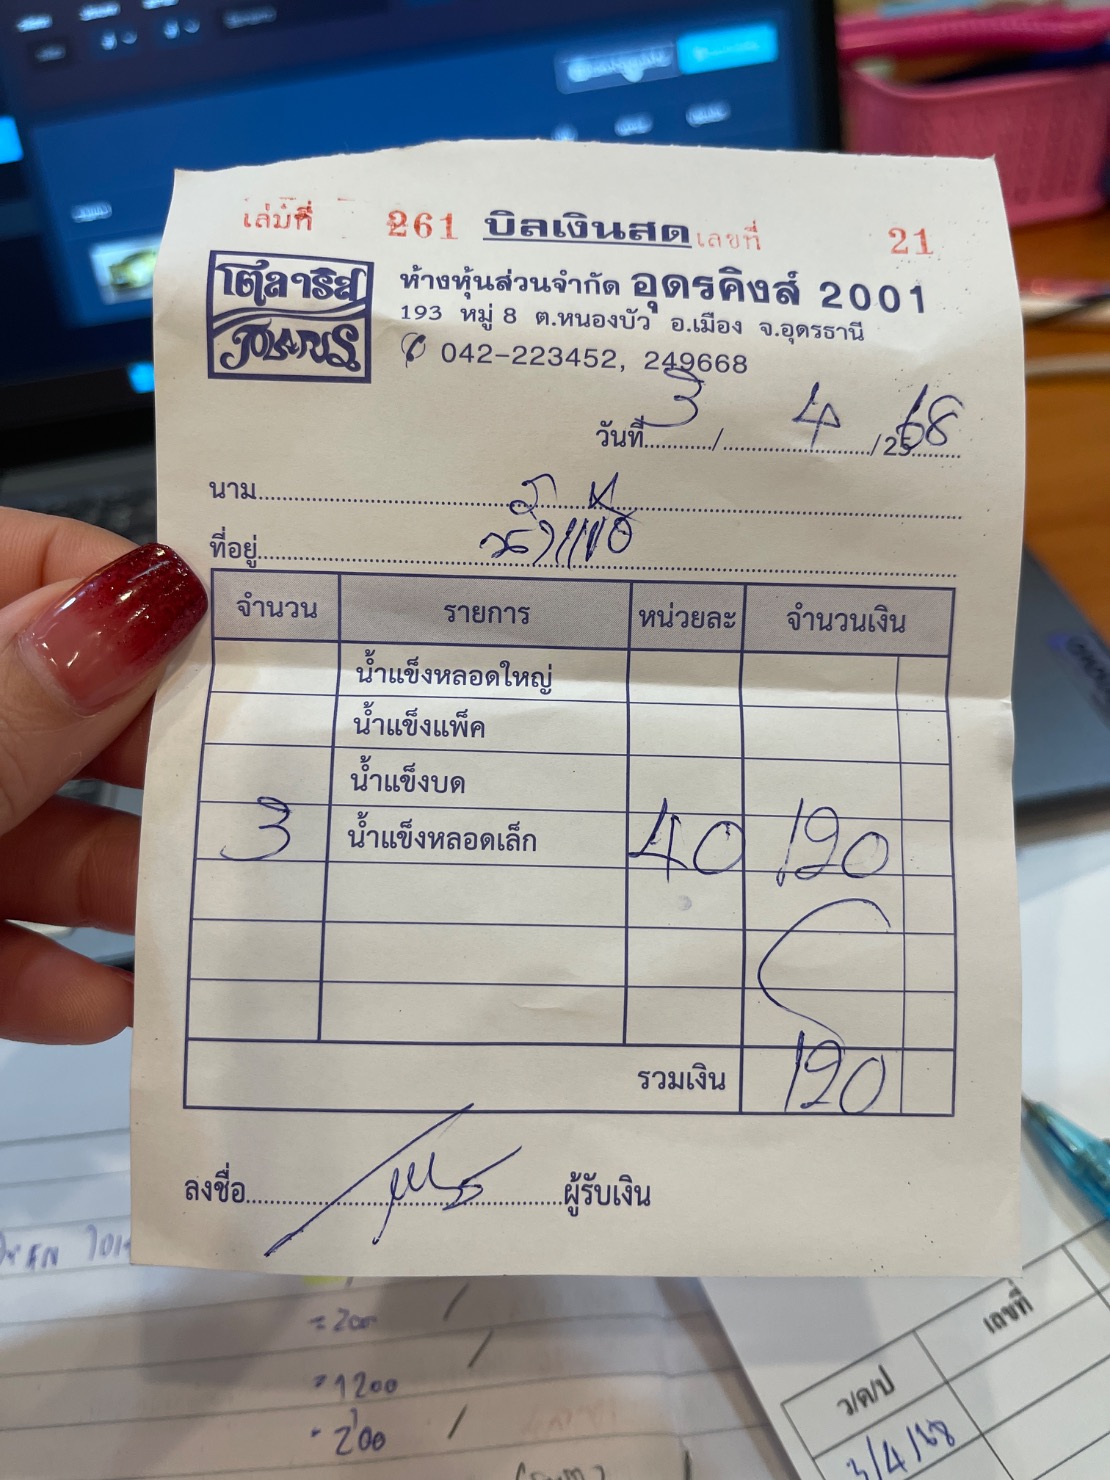 เล่มที่ 261 บิลเงินสด เลขที่ 21
โตลาริส
POLARIS
ห้างหุ้นส่วนจำกัด อุดรคิงส์ 2001
193 หมู่ 8 ต.หนองบัว อ.เมือง จ.อุดรธานี
042-223452, 249668
วันที่ 3 / 4 / 2568
นาม
ที่อยู่
จำนวน รายการ หน่วยละ จำนวนเงิน
น้ำแข็งหลอดใหญ่
น้ำแข็งแพ็ค
น้ำแข็งบด
3 น้ำแข็งหลอดเล็ก 40 120
รวมเงิน 120
ลงชื่อ ผู้รับเงิน
= 200
1200
200
เลขที่
ว/ด/ป
3/4/68